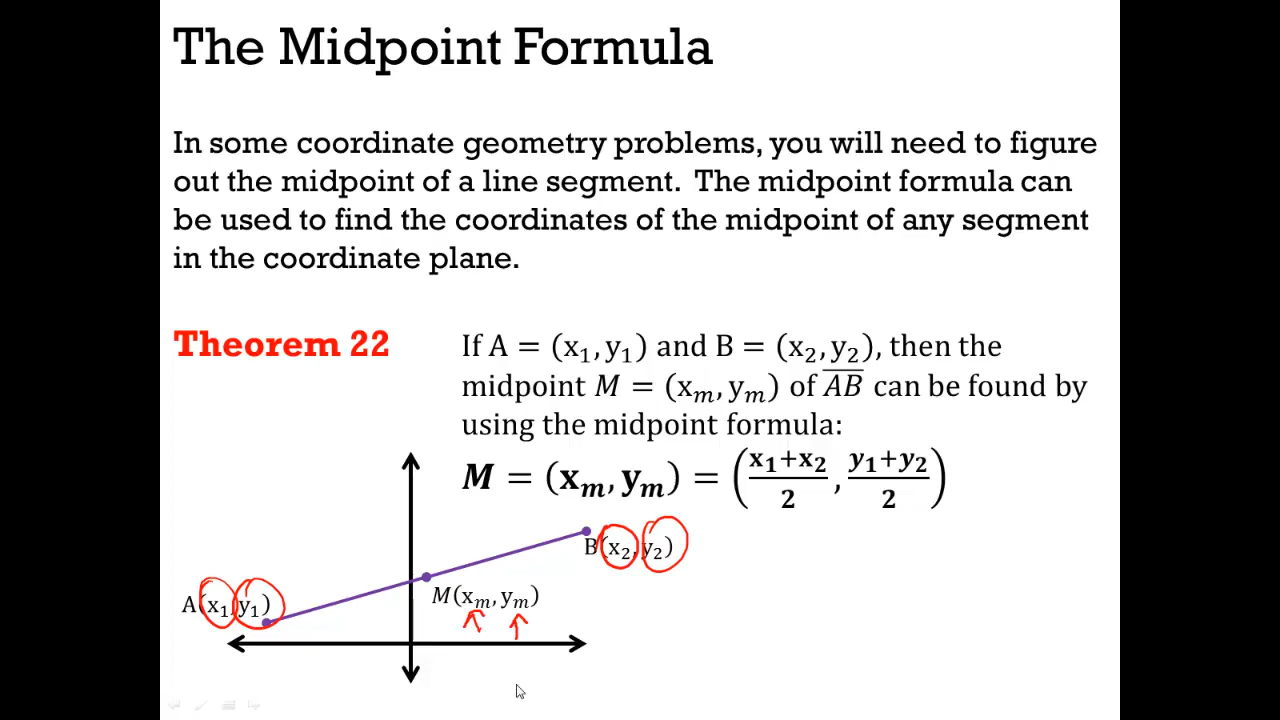 The Midpoint Formula
In some coordinate geometry problems, you will need to figure
out the midpoint of a line segment. The midpoint formula can
be used to find the coordinates of the midpoint of any segment
in the coordinate plane.
Theorem 22
If A = (x₁, y₁) and B = (x₂, y₂), then the
midpoint M = (xₘ, yₘ) of A̅B̅ can be found by
using the midpoint formula:
M = (xₘ, yₘ) = ((x₁+x₂)/2, (y₁+y₂)/2)
B(x₂, y₂)
M(xₘ, yₘ)
A(x₁, y₁)